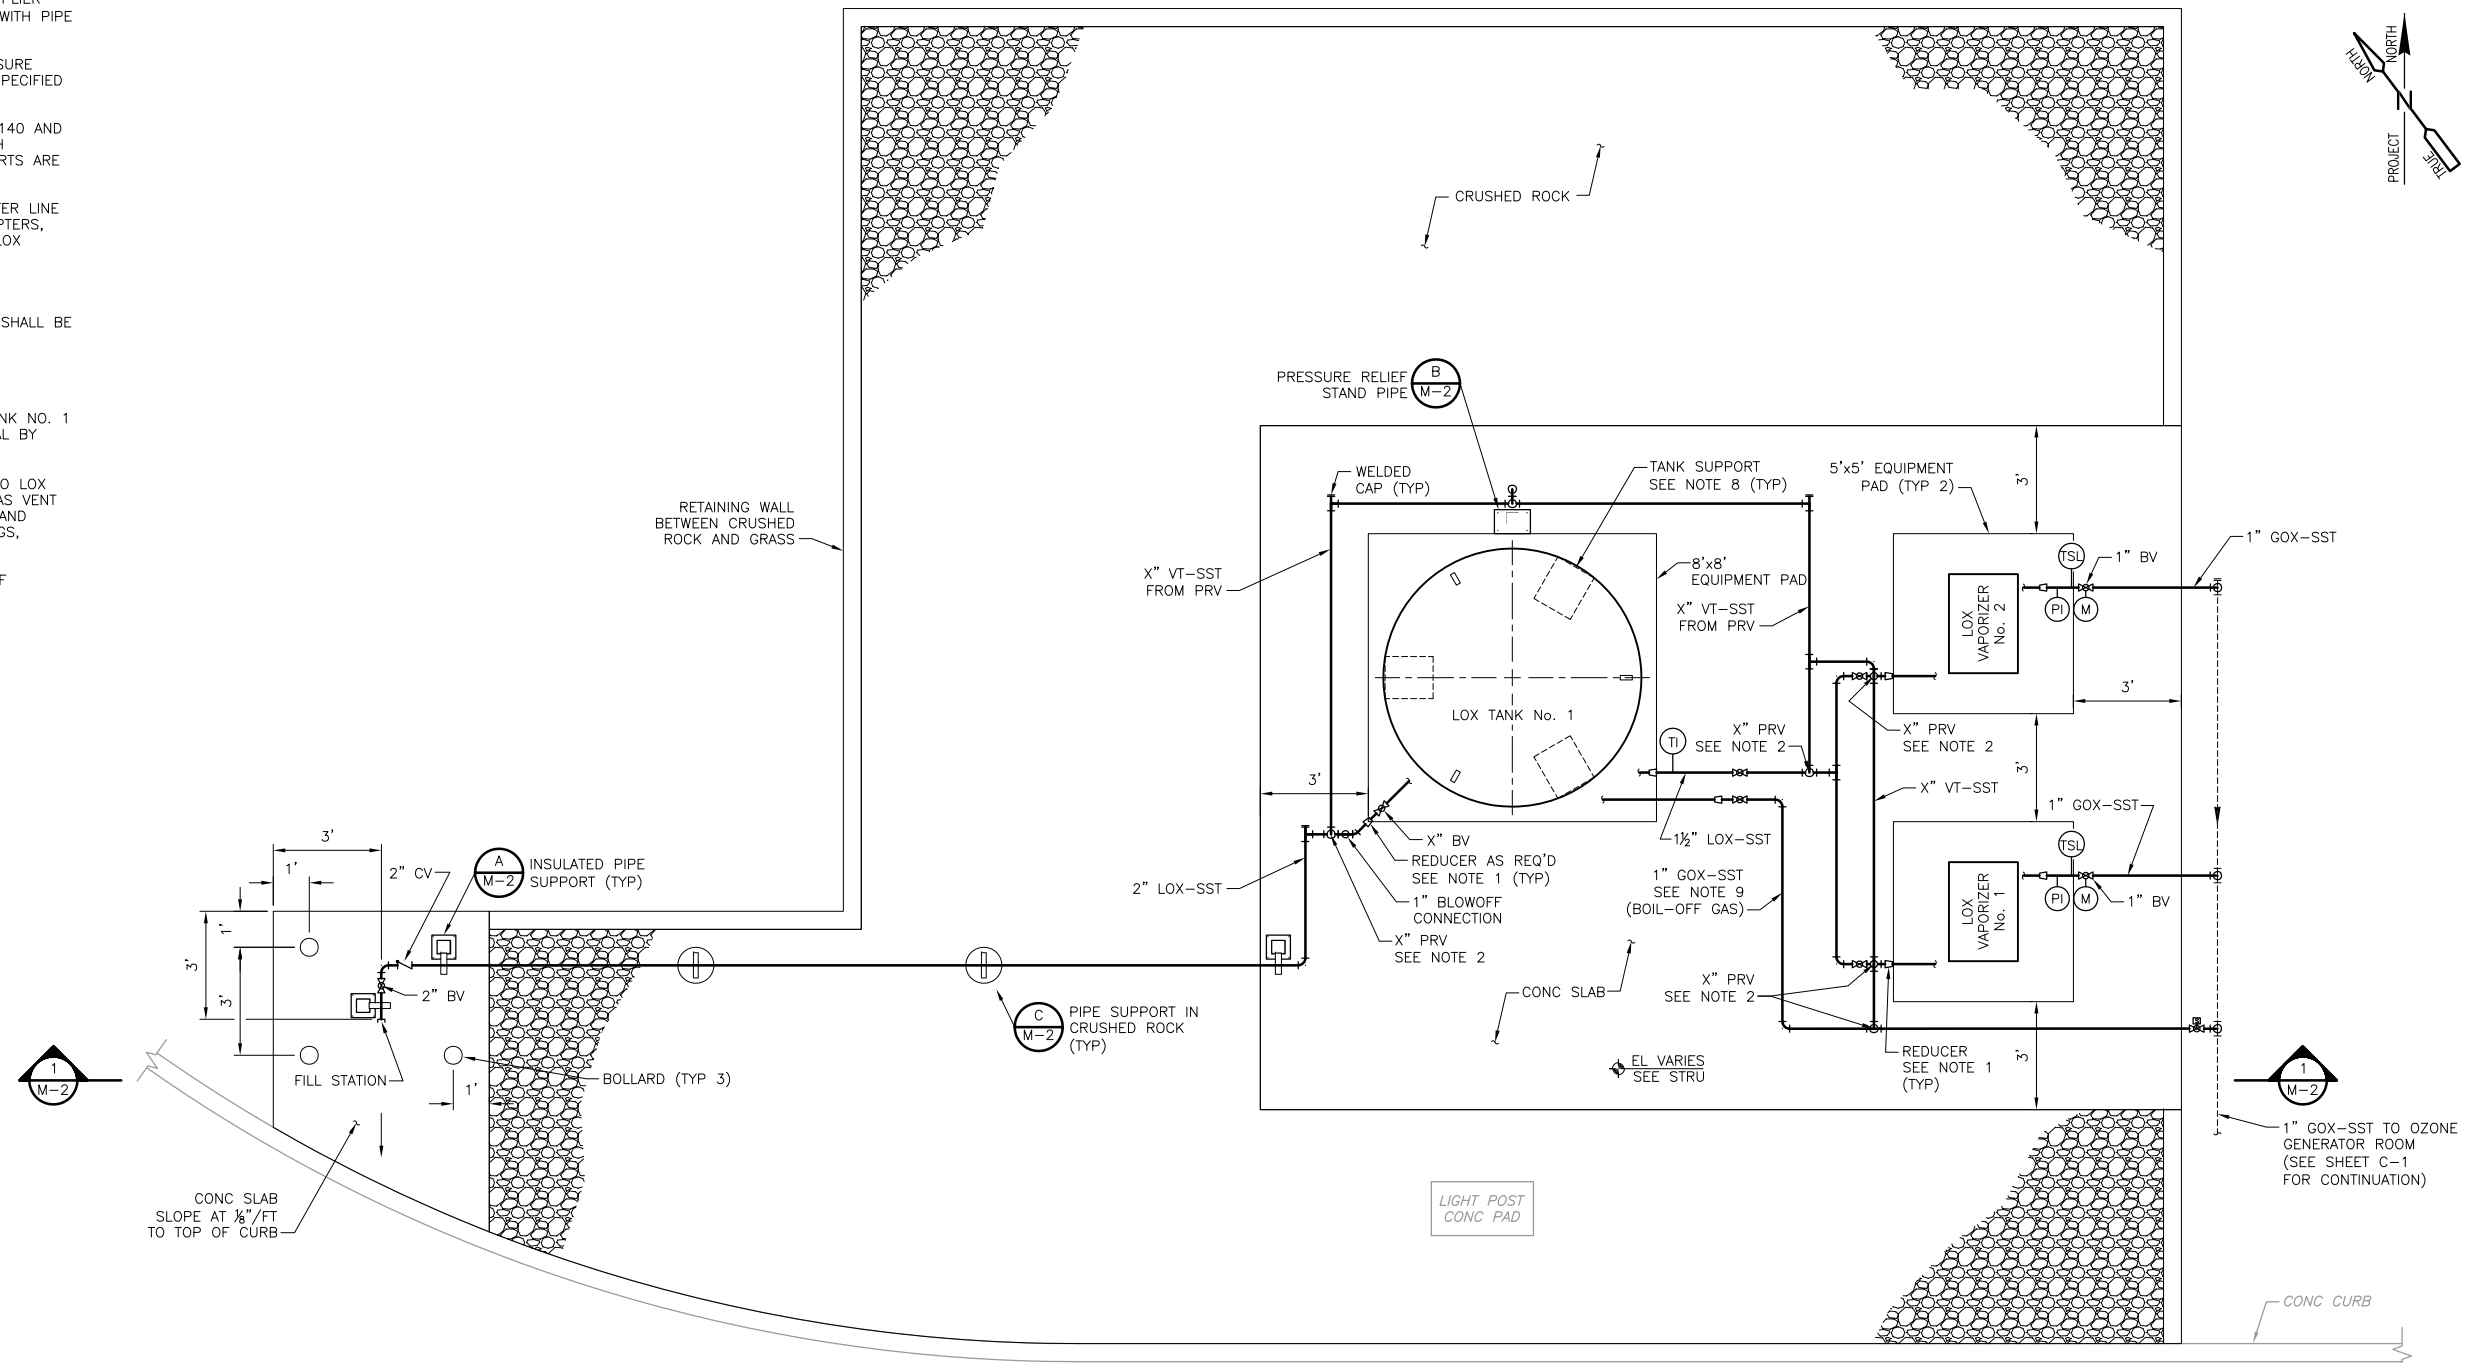 WITH PIPE
SURE
SPECIFIED
140 AND
RTS ARE
TER LINE
PTERS,
LOX
SHALL BE
NK NO. 1
AL BY
O LOX
AS VENT
AND
GS,
NORTH
PROJECT
NORTH
TRUE
CRUSHED ROCK
PRESSURE RELIEF
STAND PIPE
B
M-2
WELDED
CAP (TYP)
TANK SUPPORT
SEE NOTE 8 (TYP)
5'x5' EQUIPMENT
PAD (TYP 2)
3'
RETAINING WALL
BETWEEN CRUSHED
ROCK AND GRASS
X" VT-SST
FROM PRV
8'x8'
EQUIPMENT PAD
X" VT-SST
FROM PRV
TSL
1" BV
1" GOX-SST
PI
M
LOX
VAPORIZER
No. 2
3'
LOX TANK No. 1
TI
X" PRV
SEE NOTE 2
X" PRV
SEE NOTE 2
3'
3'
X" VT-SST
1" GOX-SST
X" BV
REDUCER AS REQ'D
SEE NOTE 1 (TYP)
1½" LOX-SST
TSL
3'
1'
2" CV
A
M-2
INSULATED PIPE
SUPPORT (TYP)
2" LOX-SST
1" BLOWOFF
CONNECTION
1" GOX-SST
SEE NOTE 9
(BOIL-OFF GAS)
LOX
VAPORIZER
No. 1
PI
M
1" BV
1'
3'
3'
2" BV
X" PRV
SEE NOTE 2
CONC SLAB
X" PRV
SEE NOTE 2
C
M-2
PIPE SUPPORT IN
CRUSHED ROCK
(TYP)
1
M-2
FILL STATION
BOLLARD (TYP 3)
1'
EL VARIES
SEE STRU
REDUCER
SEE NOTE 1
(TYP)
3'
1
M-2
1" GOX-SST TO OZONE
GENERATOR ROOM
(SEE SHEET C-1
FOR CONTINUATION)
CONC SLAB
SLOPE AT ⅛"/FT
TO TOP OF CURB
LIGHT POST
CONC PAD
CONC CURB